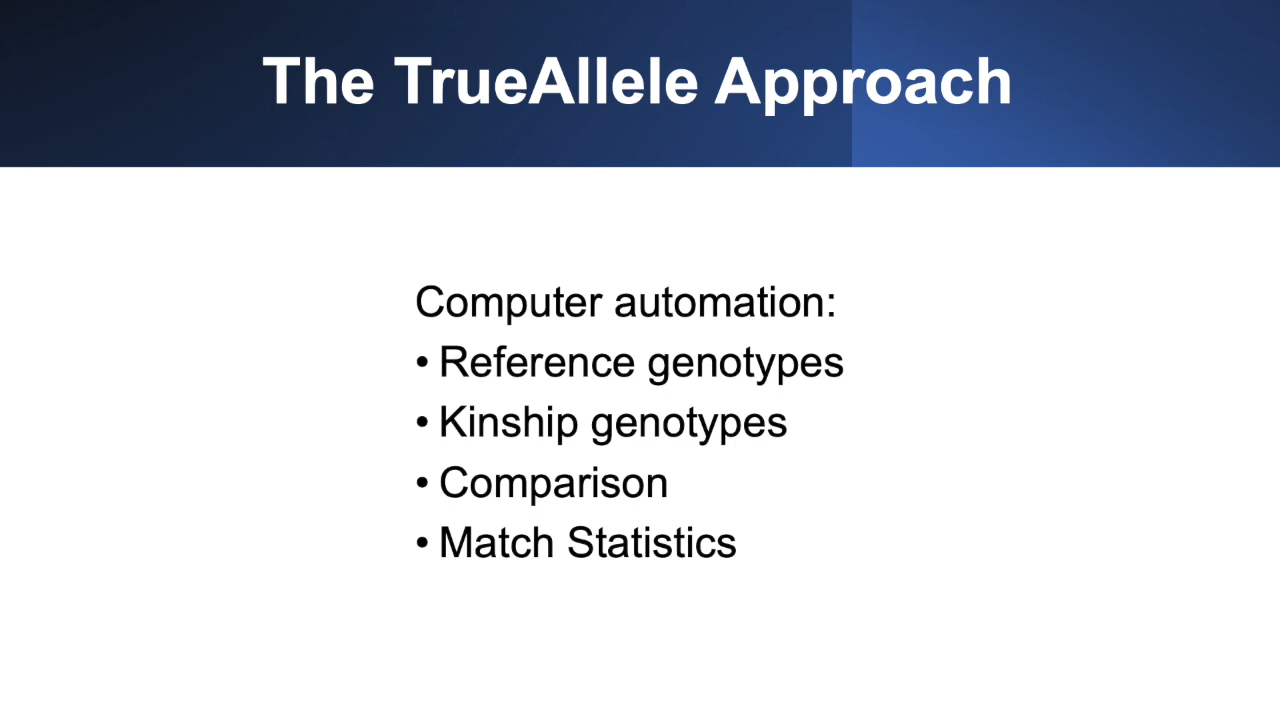 The TrueAllele Approach
Computer automation:
• Reference genotypes
• Kinship genotypes
• Comparison
• Match Statistics